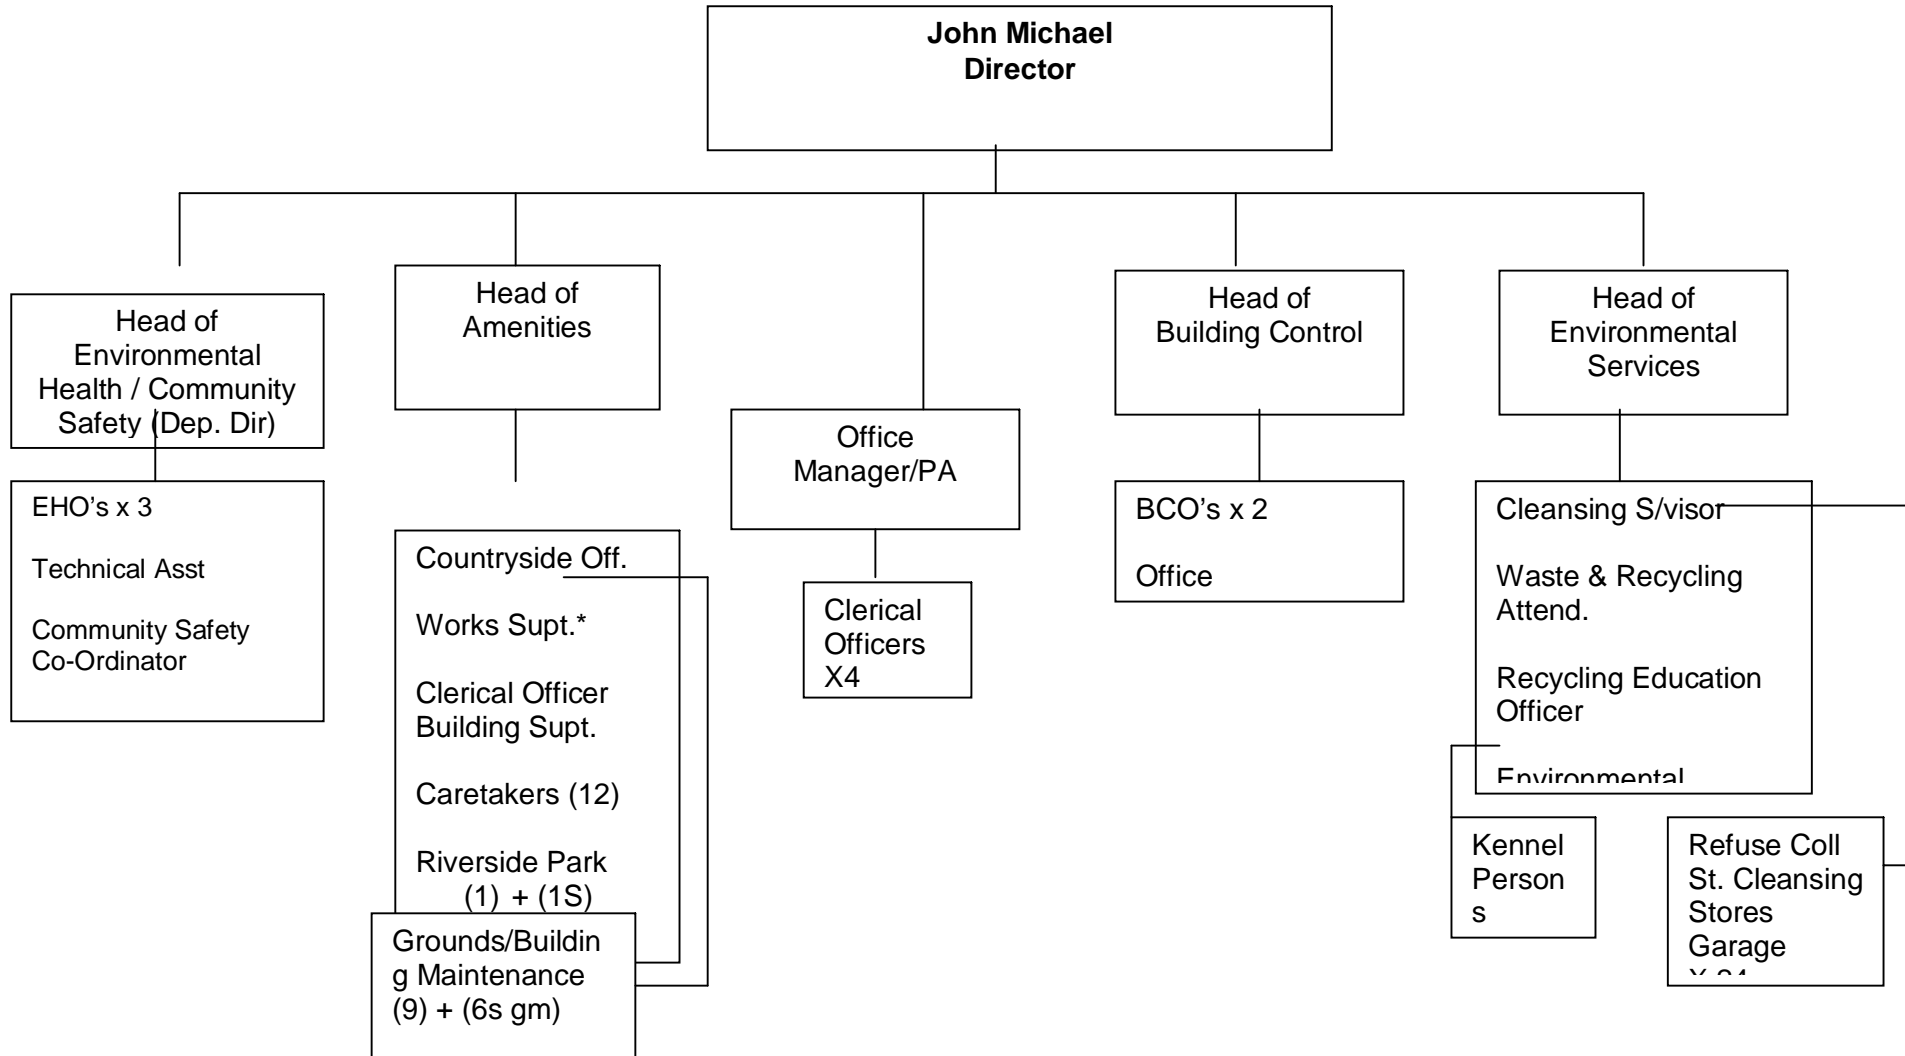 John Michael
Director
Head of
Environmental
Health / Community
Safety (Dep. Dir)
Head of
Amenities
Office
Manager/PA
Head of
Building Control
Head of
Environmental
Services
EHO's x 3
Technical Asst
Community Safety
Co-Ordinator
Countryside Off.
Works Supt.*
Clerical Officer
Building Supt.
Caretakers (12)
Riverside Park
(1) + (1S)
Grounds/Buildin
g Maintenance
(9) + (6s gm)
Clerical
Officers
X4
BCO's x 2
Office
Cleansing S/visor
Waste & Recycling
Attend.
Recycling Education
Officer
Environmental
Kennel
Person
s
Refuse Coll
St. Cleansing
Stores
Garage